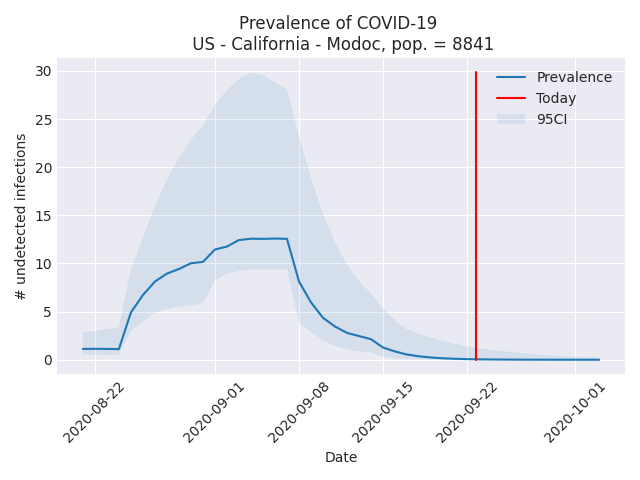 Prevalence of COVID-19
US - California - Modoc, pop. = 8841
30
25
20
15
10
5
0
# undetected infections
Prevalence
Today
95CI
2020-08-22
2020-09-01
2020-09-08
2020-09-15
2020-09-22
2020-10-01
Date